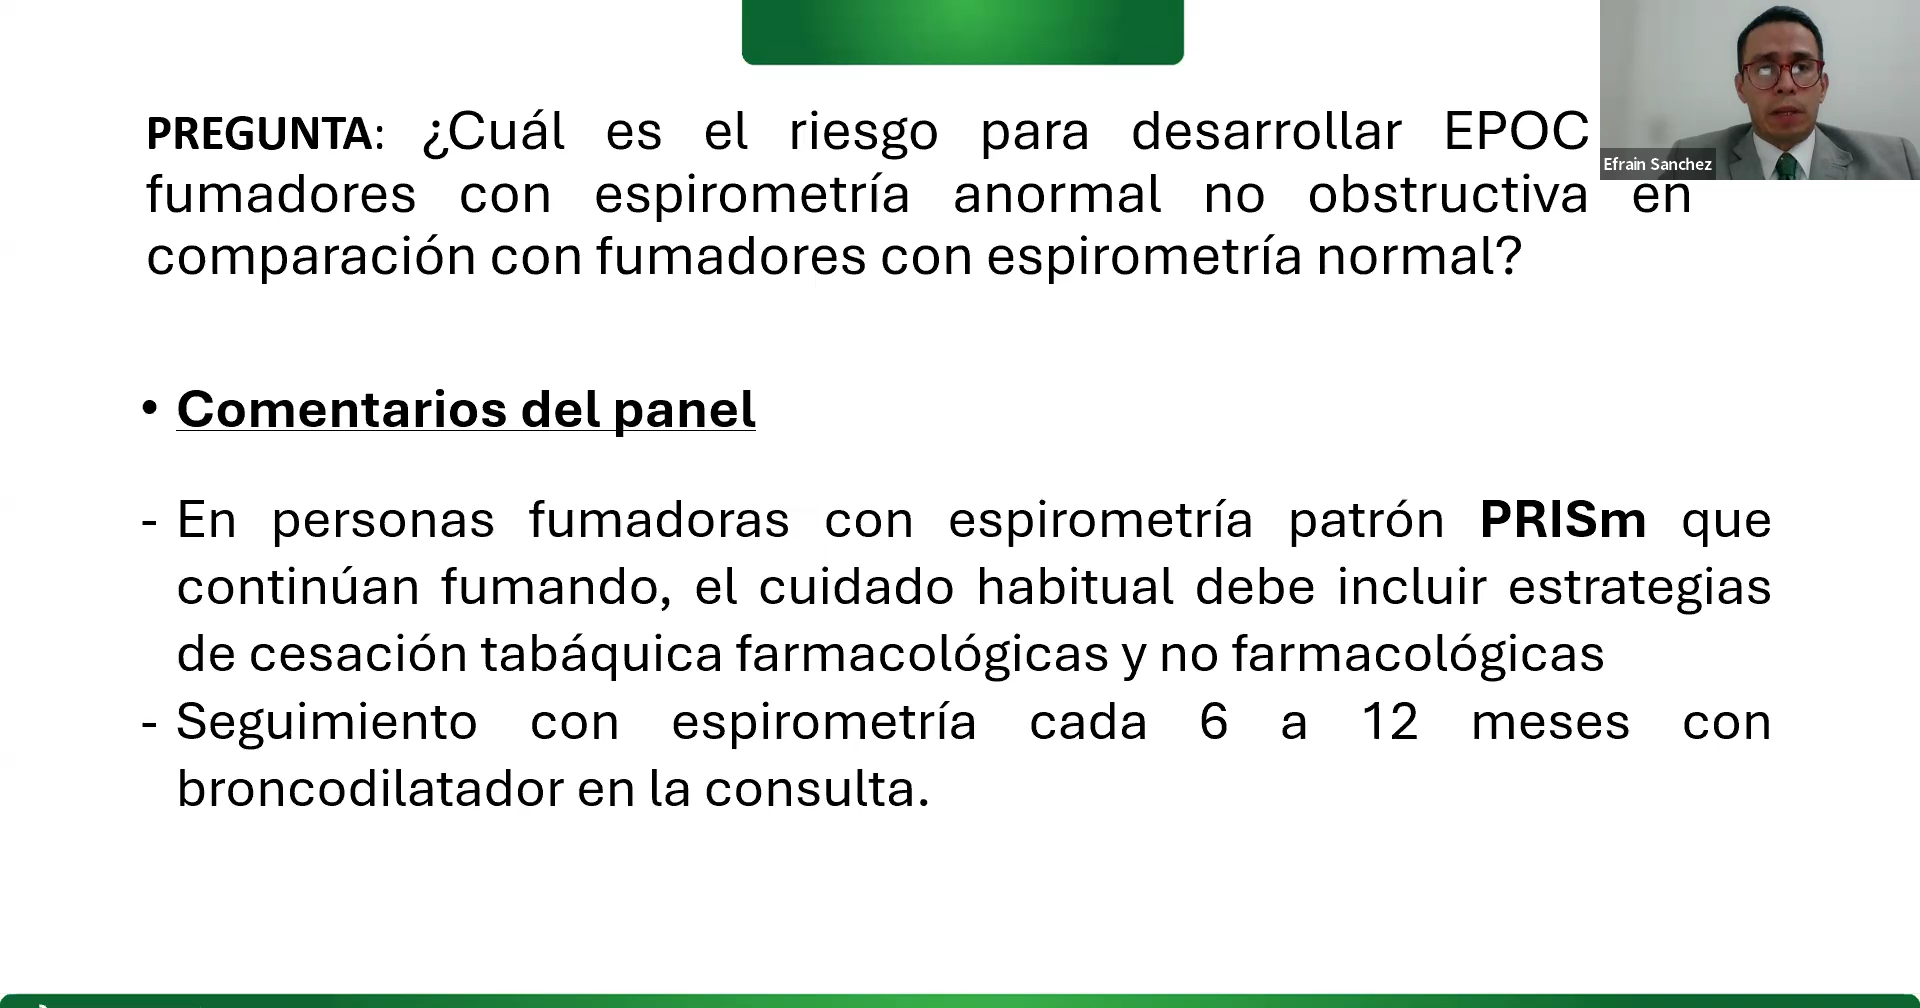 PREGUNTA: ¿Cuál es el riesgo para desarrollar EPOC
Efrain Sanchez
fumadores con espirometría anormal no obstructiva en
comparación con fumadores con espirometría normal?
• Comentarios del panel
- En personas fumadoras con espirometría patrón PRISm que
continúan fumando, el cuidado habitual debe incluir estrategias
de cesación tabáquica farmacológicas y no farmacológicas
- Seguimiento con espirometría cada 6 a 12 meses con
broncodilatador en la consulta.